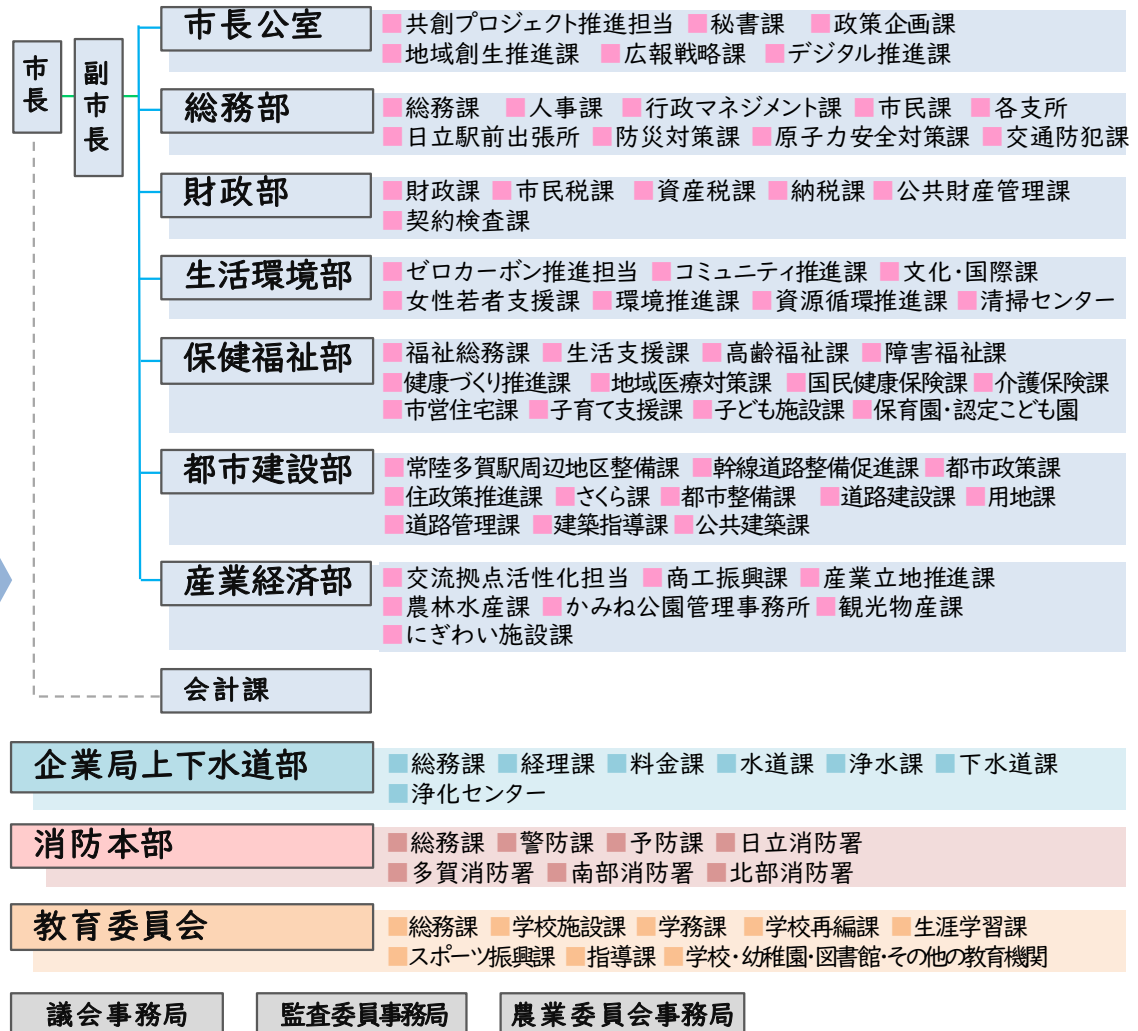 市長
副市長
市長公室
■共創プロジェクト推進担当 ■秘書課 ■政策企画課
■地域創生推進課 ■広報戦略課 ■デジタル推進課
総務部
■総務課 ■人事課 ■行政マネジメント課 ■市民課 ■各支所
■日立駅前出張所 ■防災対策課 ■原子力安全対策課 ■交通防犯課
財政部
■財政課 ■市民税課 ■資産税課 ■納税課 ■公共財産管理課
■契約検査課
生活環境部
■ゼロカーボン推進担当 ■コミュニティ推進課 ■文化・国際課
■女性若者支援課 ■環境推進課 ■資源循環推進課 ■清掃センター
保健福祉部
■福祉総務課 ■生活支援課 ■高齢福祉課 ■障害福祉課
■健康づくり推進課 ■地域医療対策課 ■国民健康保険課 ■介護保険課
■市営住宅課 ■子育て支援課 ■子ども施設課 ■保育園・認定こども園
都市建設部
■常陸多賀駅周辺地区整備課 ■幹線道路整備促進課 ■都市政策課
■住政策推進課 ■さくら課 ■都市整備課 ■道路建設課 ■用地課
■道路管理課 ■建築指導課 ■公共建築課
産業経済部
■交流拠点活性化担当 ■商工振興課 ■産業立地推進課
■農林水産課 ■かみね公園管理事務所 ■観光物産課
■にぎわい施設課
会計課
企業局上下水道部
■総務課 ■経理課 ■料金課 ■水道課 ■浄水課 ■下水道課
■浄化センター
消防本部
■総務課 ■警防課 ■予防課 ■日立消防署
■多賀消防署 ■南部消防署 ■北部消防署
教育委員会
■総務課 ■学校施設課 ■学務課 ■学校再編課 ■生涯学習課
■スポーツ振興課 ■指導課 ■学校・幼稚園・図書館・その他の教育機関
議会事務局 監査委員事務局 農業委員会事務局